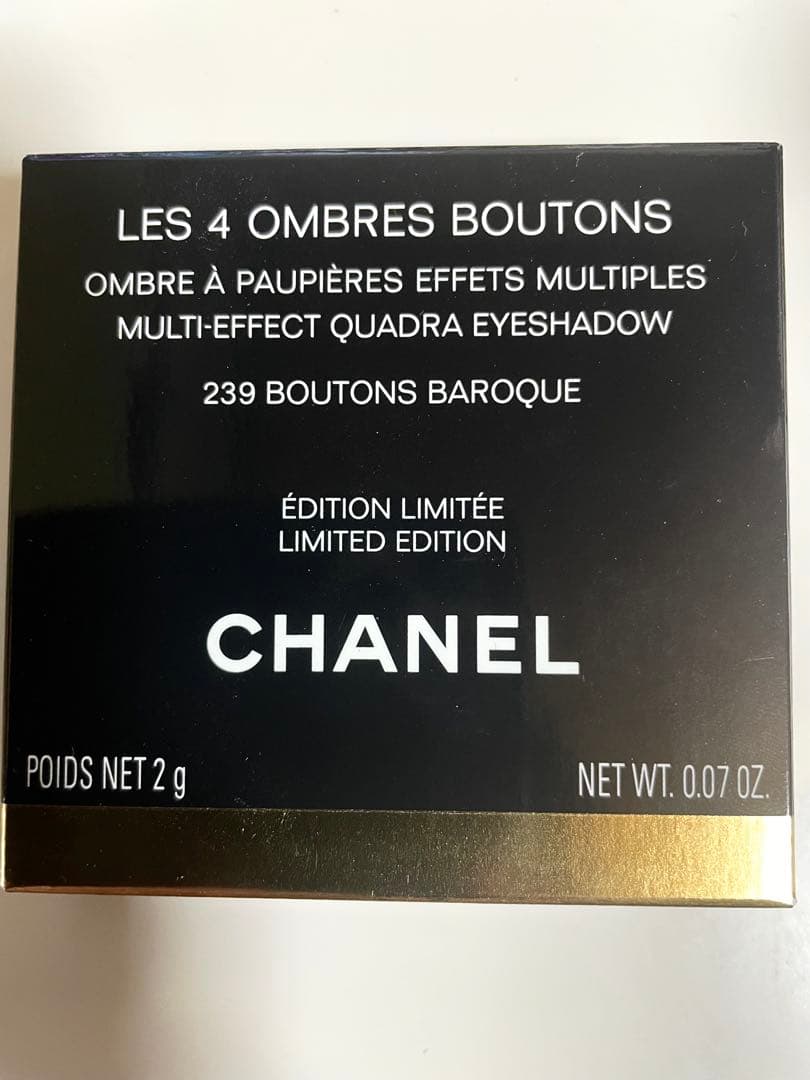 LES 4 OMBRES BOUTONS
OMBRE À PAUPIÈRES EFFETS MULTIPLES
MULTI-EFFECT QUADRA EYESHADOW
239 BOUTONS BAROQUE
ÉDITION LIMITÉE
LIMITED EDITION
CHANEL
POIDS NET 2 g NET WT. 0.07 OZ.